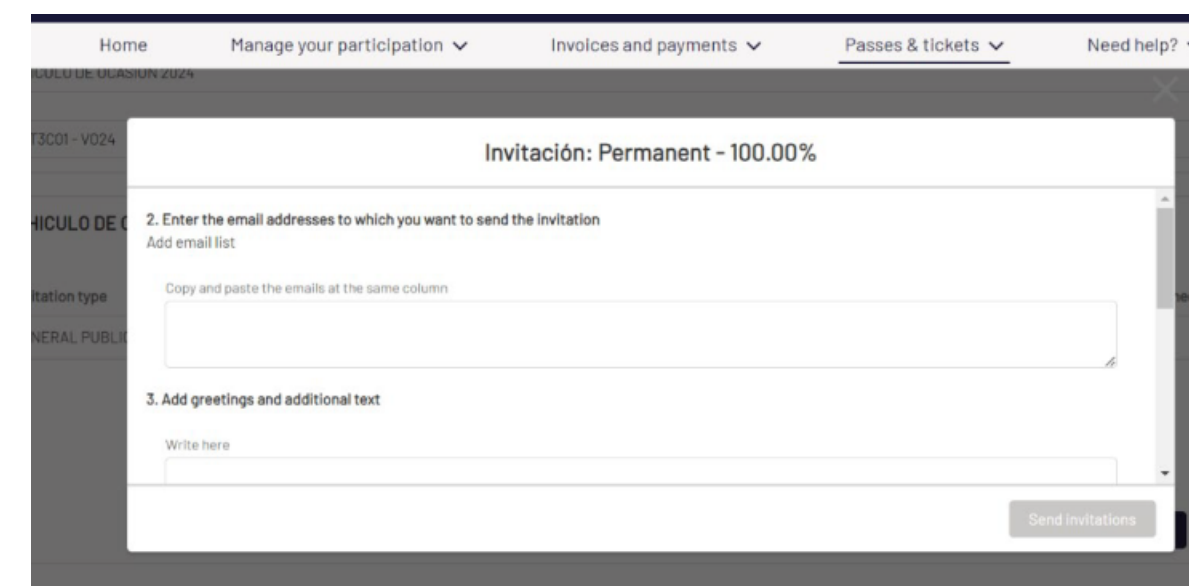 Home Manage your participation Invoices and payments Passes & tickets Need help?
DE OCASION 2024
T3C01 - VO24
Invitación: Permanent - 100.00%
HICULO DE
2. Enter the email addresses to which you want to send the invitation
Add email list
itation type
Copy and paste the emails at the same column
NERAL PUBLIC
3. Add greetings and additional text
Write here
Send invitations